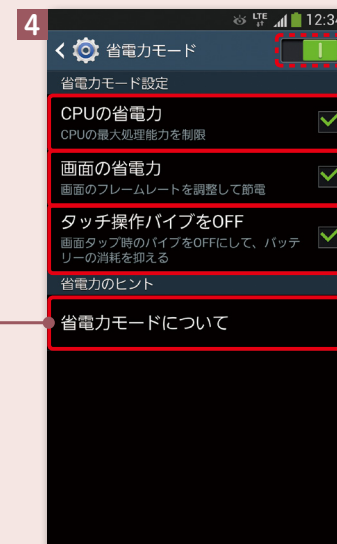 4
LTE 12:34
省電力モード
省電力モード設定
CPUの省電力
CPUの最大処理能力を制限
画面の省電力
画面のフレームレートを調整して節電
タッチ操作バイブをOFF
画面タップ時のバイブをOFFにして、バッテ
リーの消耗を抑える
省電力のヒント
省電力モードについて